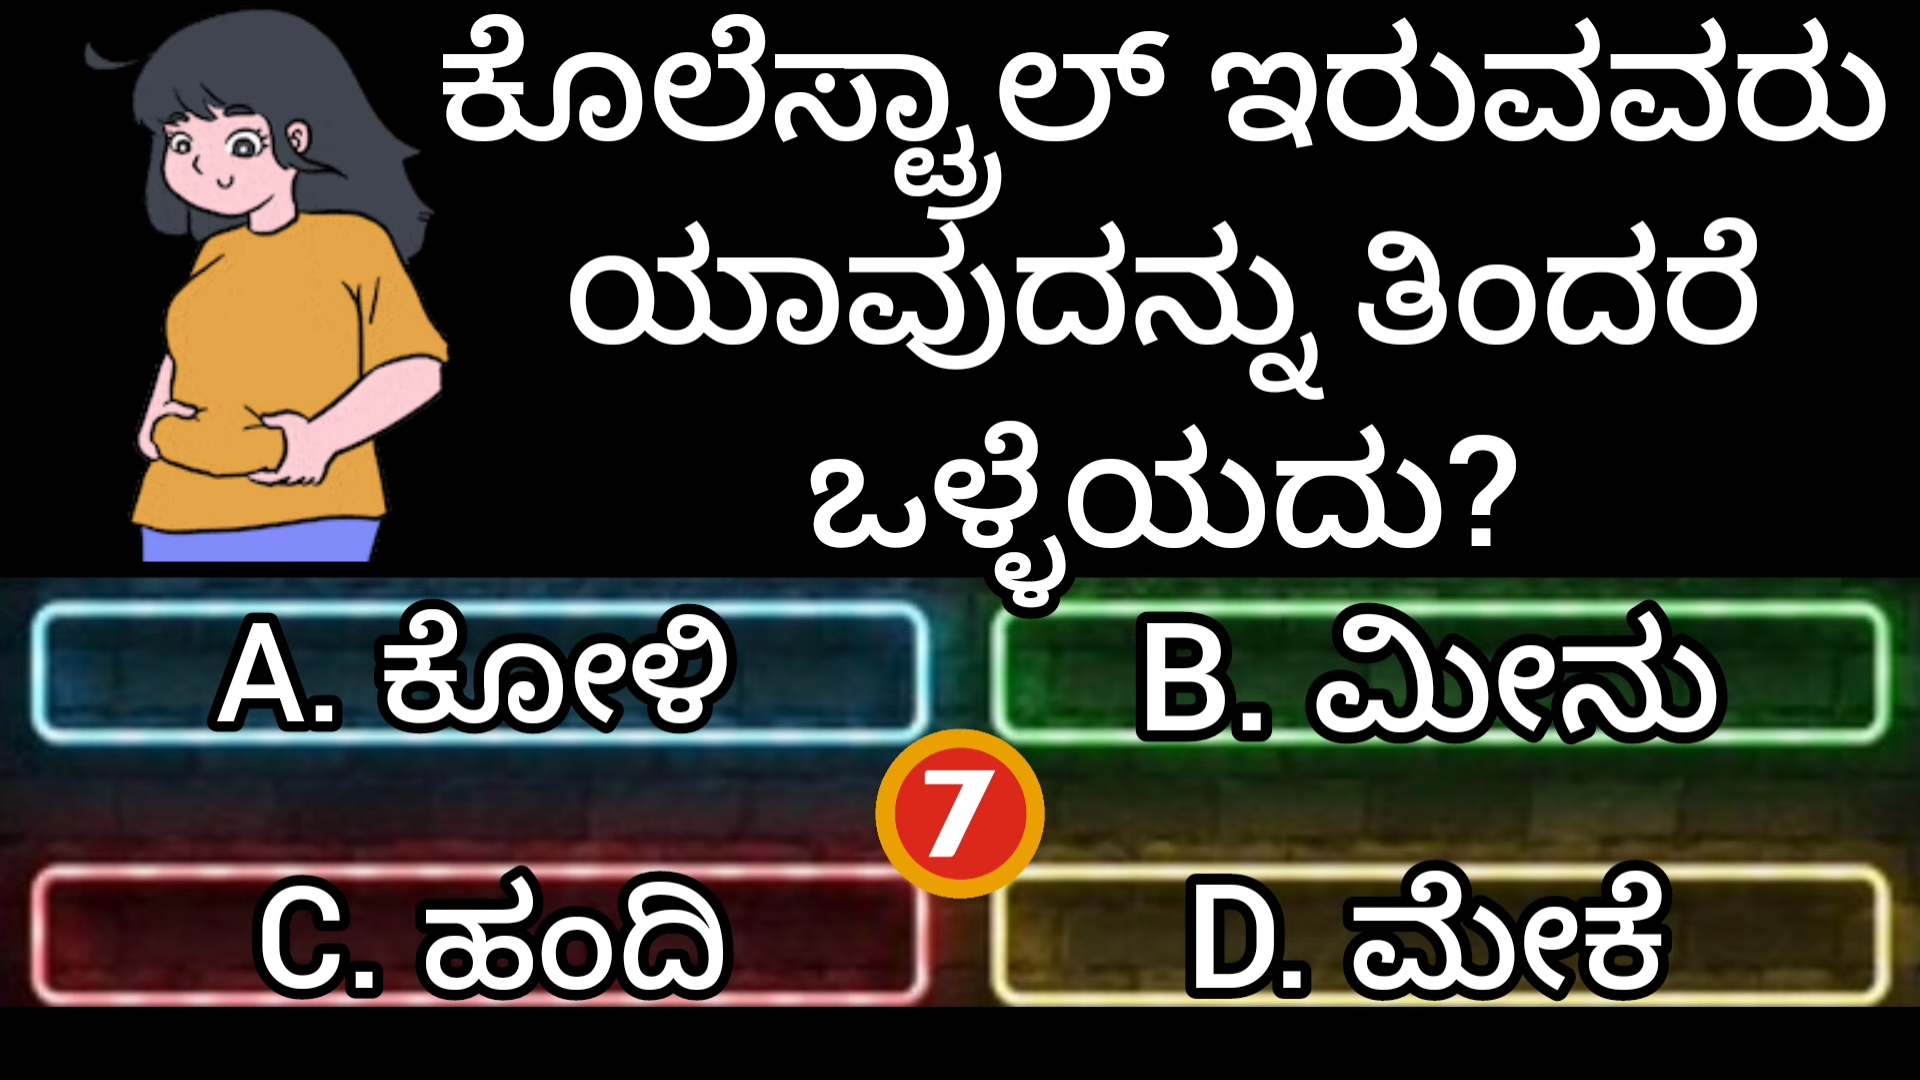 ಕೊಲೆಸ್ಟ್ರಾಲ್ ಇರುವವರು
ಯಾವುದನ್ನು ತಿಂದರೆ
ಒಳ್ಳೆಯದು?
A. ಕೋಳಿ
B. ಮೀನು
7
C. ಹಂದಿ
D. ಮೇಕೆ